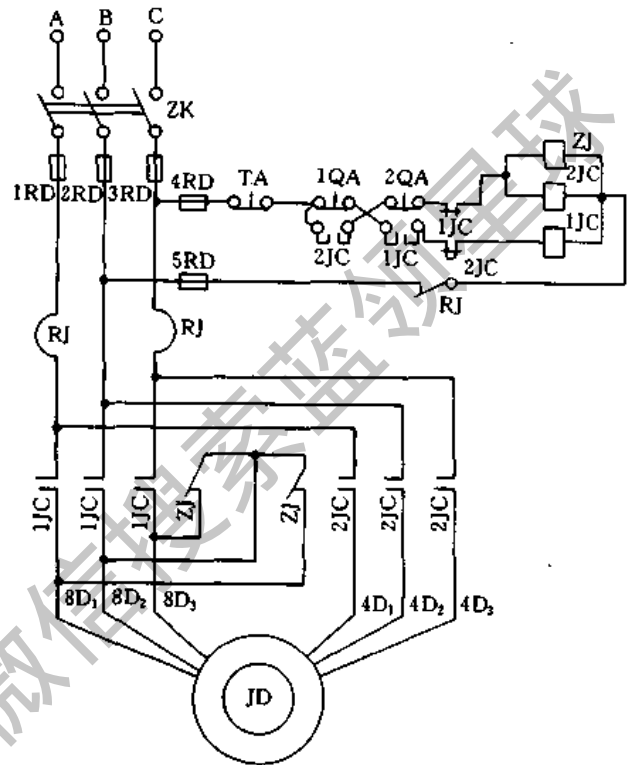 A B C
ZK
1RD 2RD 3RD
4RD TA 1QA 2QA ZJ
2JC
1JC 1JC
2JC 1JC 2JC
5RD
RJ
RJ RJ
1JC 1JC 1JC ZJ ZJ 2JC 2JC 2JC
8D₁ 8D₂ 8D₃ 4D₁ 4D₂ 4D₃
JD
微信搜索蓝领星球